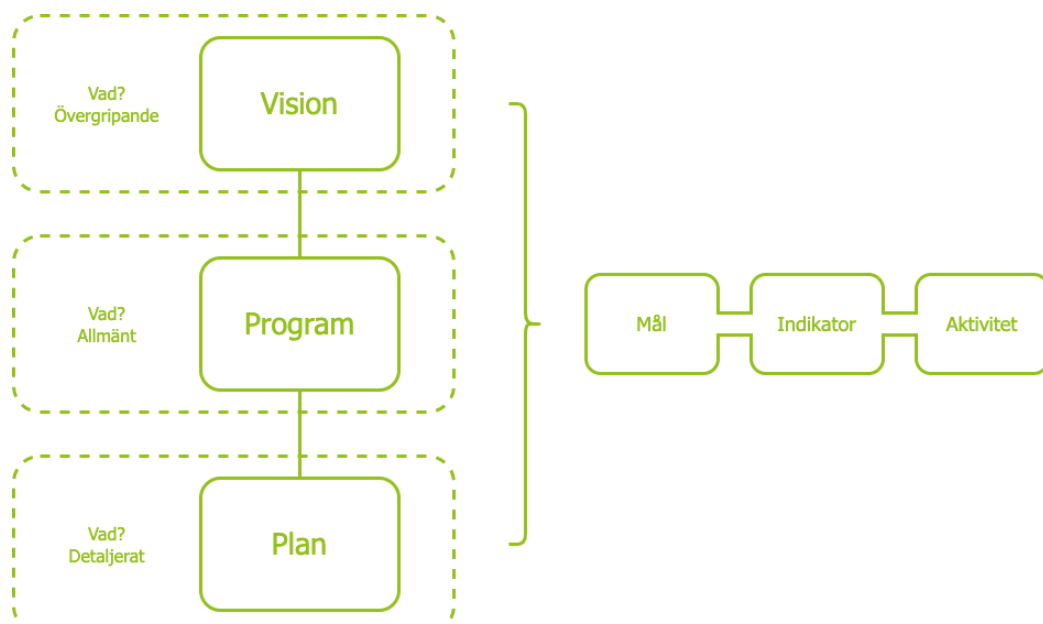 Vad?
Övergripande
Vision
Vad?
Allmänt
Program
Mål
Indikator
Aktivitet
Vad?
Detaljerat
Plan